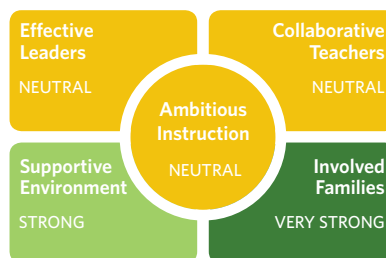 Effective
Leaders
NEUTRAL
Collaborative
Teachers
NEUTRAL
Ambitious
Instruction
NEUTRAL
Supportive
Environment
STRONG
Involved
Families
VERY STRONG